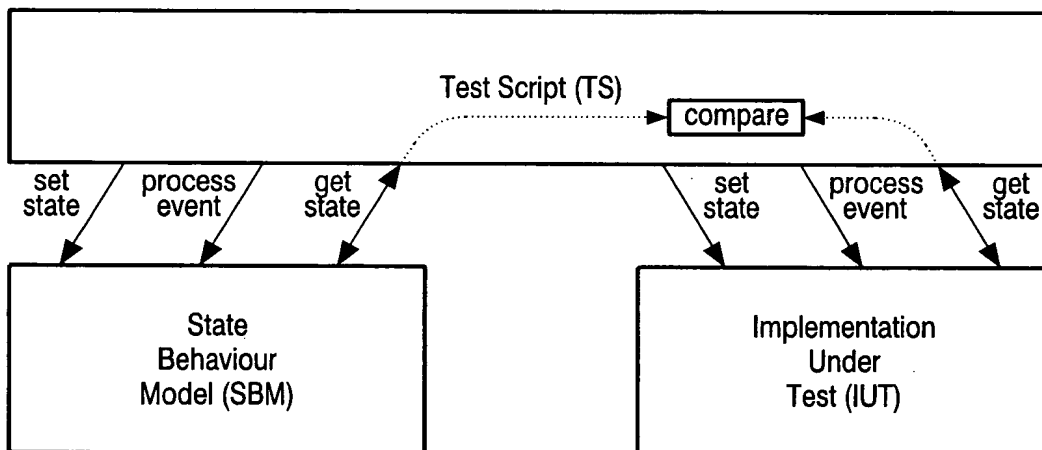 Test Script (TS)
compare
set
state
process
event
get
state
set
state
process
event
get
state
State
Behaviour
Model (SBM)
Implementation
Under
Test (IUT)